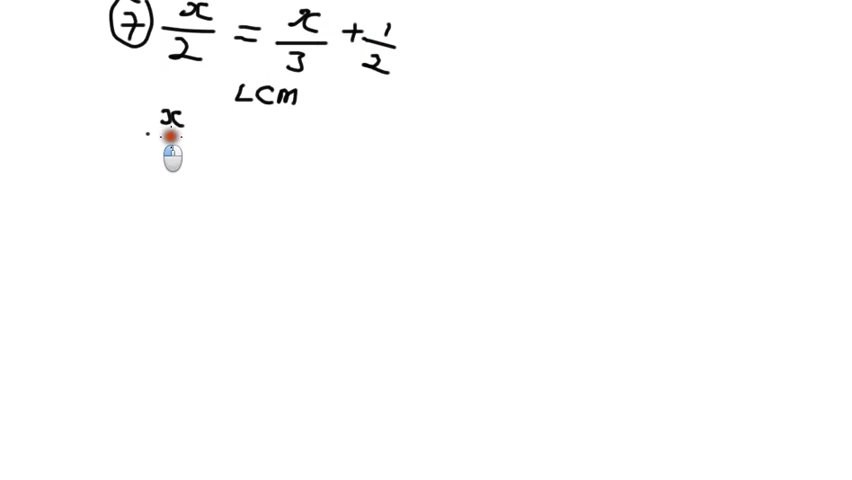 ⑦ x/2 = x/3 + 1/2
LCM
x